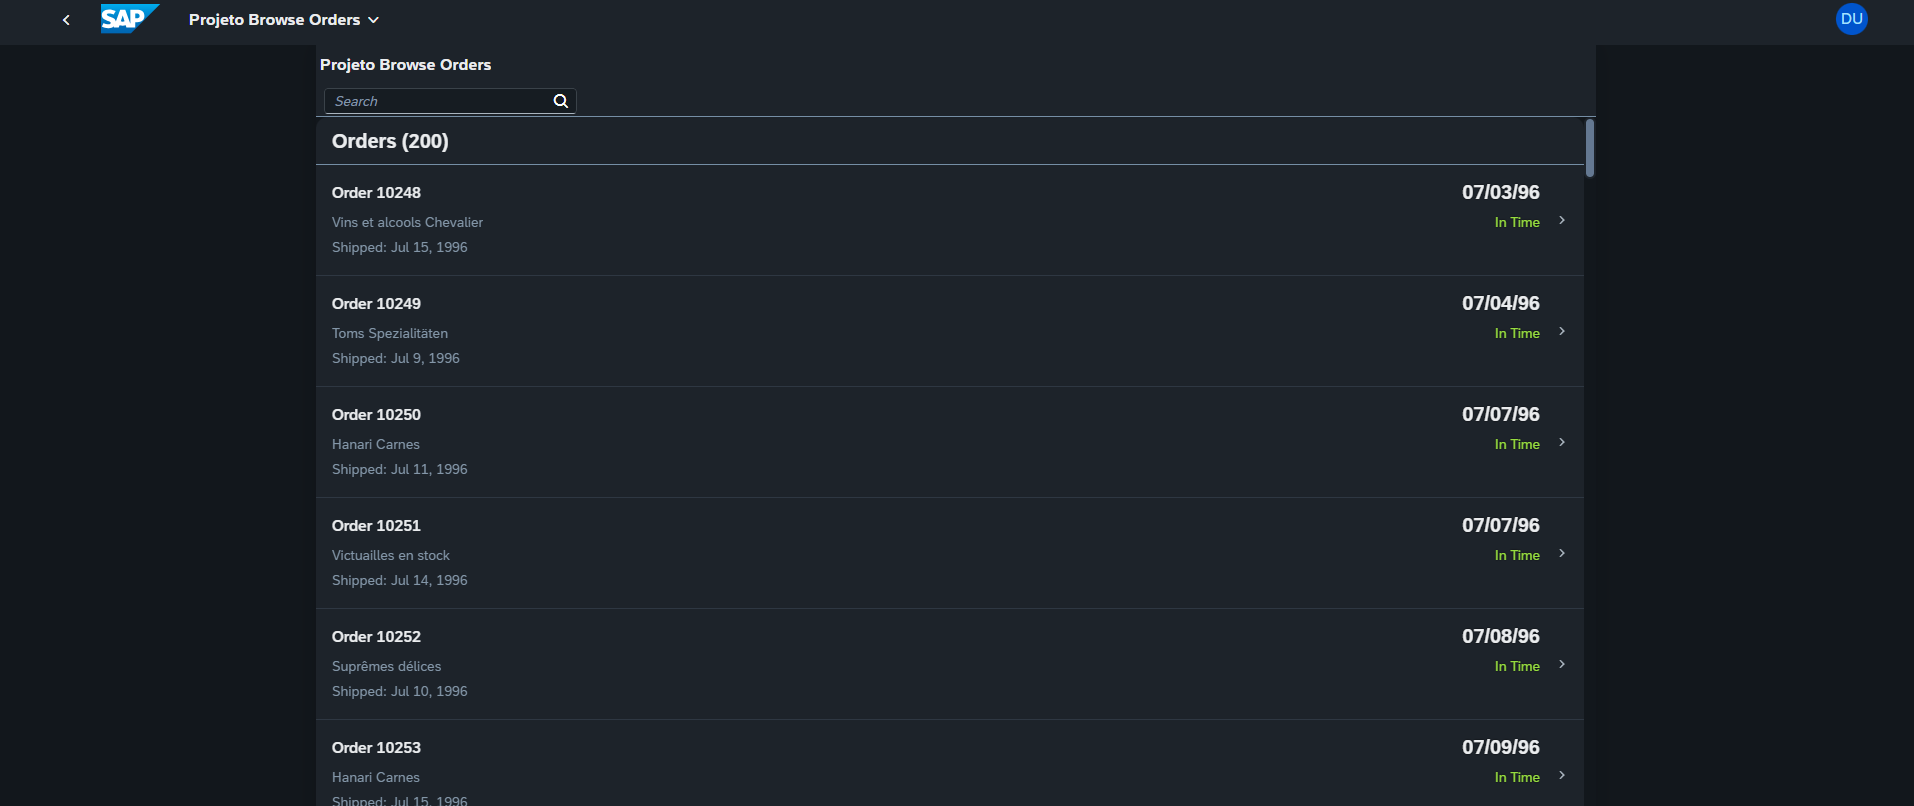 SAP Projeto Browse Orders DU
Projeto Browse Orders
Search
Orders (200)
Order 10248 07/03/96
Vins et alcools Chevalier In Time
Shipped: Jul 15, 1996
Order 10249 07/04/96
Toms Spezialitäten In Time
Shipped: Jul 9, 1996
Order 10250 07/07/96
Hanari Carnes In Time
Shipped: Jul 11, 1996
Order 10251 07/07/96
Victuailles en stock In Time
Shipped: Jul 14, 1996
Order 10252 07/08/96
Suprêmes délices In Time
Shipped: Jul 10, 1996
Order 10253 07/09/96
Hanari Carnes In Time
Shipped: Jul 15, 1996